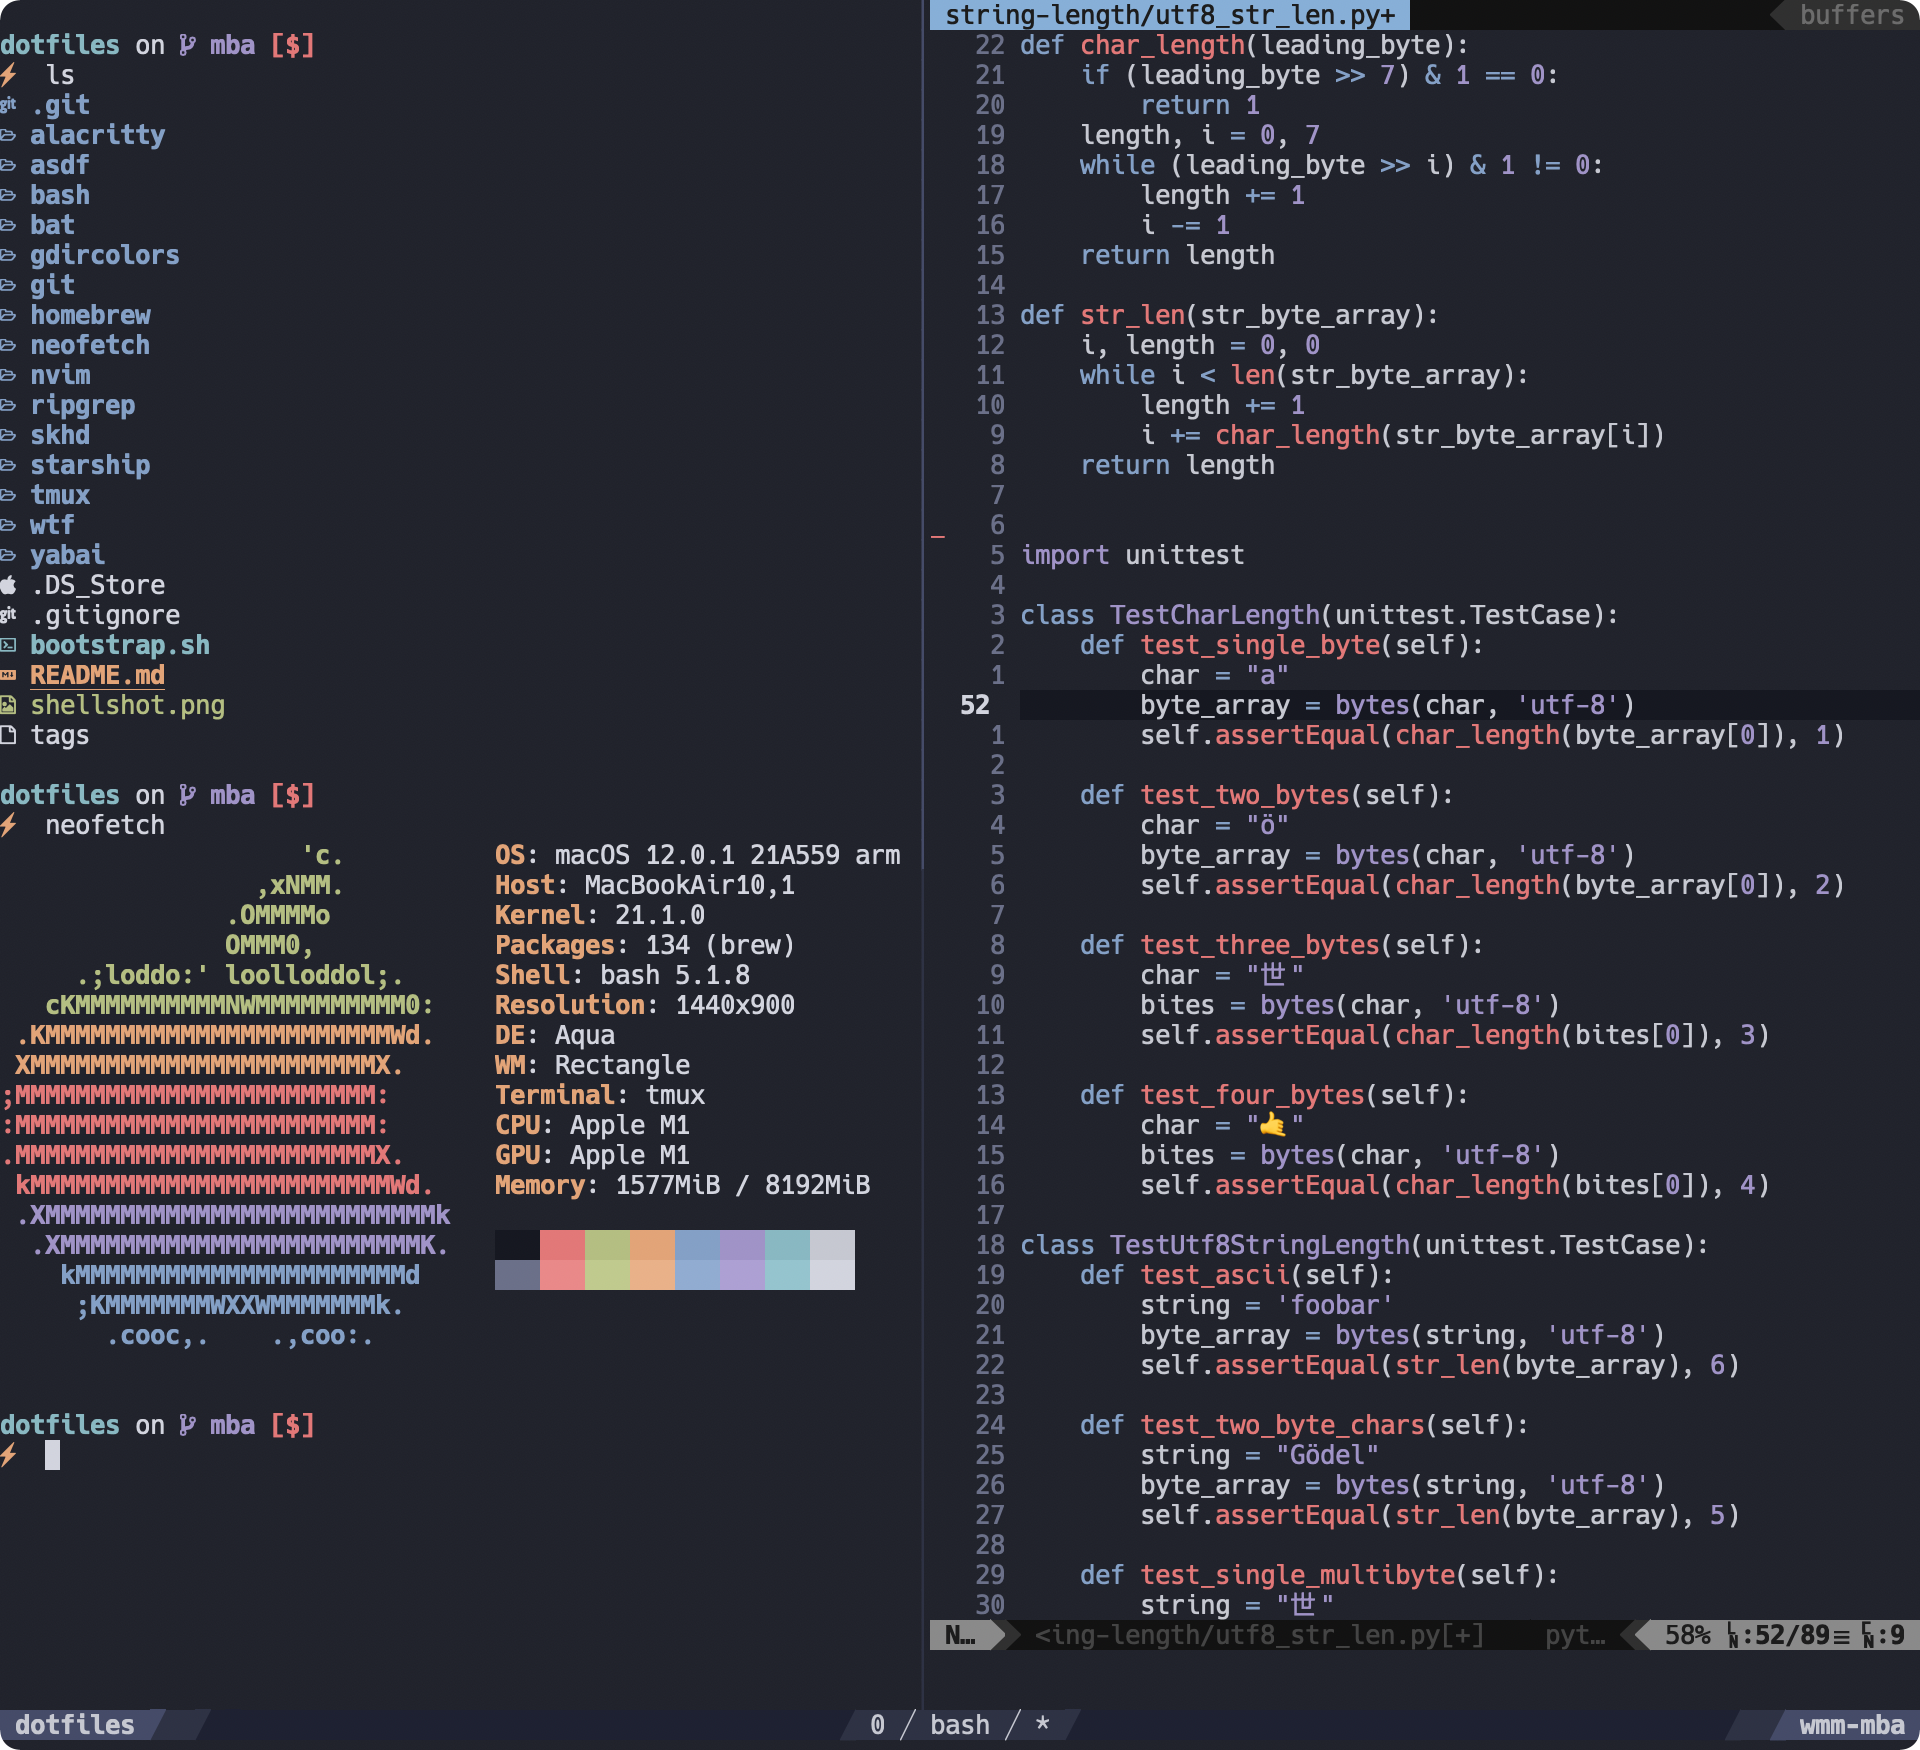 dotfiles on mba [$]
⚡ ls
.git
alacritty
asdf
bash
bat
gdircolors
git
homebrew
neofetch
nvim
ripgrep
skhd
starship
tmux
wtf
yabai
.DS_Store
.gitignore
bootstrap.sh
README.md
shellshot.png
tags
dotfiles on mba [$]
⚡ neofetch
'c.
,xNMM.
.OMMMMo
OMMM0,
.;loddo:' loolloddol;.
cKMMMMMMMMMMNWMMMMMMMMMM0:
.KMMMMMMMMMMMMMMMMMMMMMMMWd.
XMMMMMMMMMMMMMMMMMMMMMMMX.
;MMMMMMMMMMMMMMMMMMMMMMMM:
:MMMMMMMMMMMMMMMMMMMMMMMM:
.MMMMMMMMMMMMMMMMMMMMMMMMX.
kMMMMMMMMMMMMMMMMMMMMMMMMWd.
.XMMMMMMMMMMMMMMMMMMMMMMMMMMk
.XMMMMMMMMMMMMMMMMMMMMMMMMK.
kMMMMMMMMMMMMMMMMMMMMMMd
;KMMMMMMMWXXWMMMMMMMk.
.cooc,.    .,coo:.
OS: macOS 12.0.1 21A559 arm
Host: MacBookAir10,1
Kernel: 21.1.0
Packages: 134 (brew)
Shell: bash 5.1.8
Resolution: 1440x900
DE: Aqua
WM: Rectangle
Terminal: tmux
CPU: Apple M1
GPU: Apple M1
Memory: 1577MiB / 8192MiB
dotfiles on mba [$]
⚡
string-length/utf8_str_len.py+ buffers
22 def char_length(leading_byte):
21     if (leading_byte >> 7) & 1 == 0:
20         return 1
19     length, i = 0, 7
18     while (leading_byte >> i) & 1 != 0:
17         length += 1
16         i -= 1
15     return length
14
13 def str_len(str_byte_array):
12     i, length = 0, 0
11     while i < len(str_byte_array):
10         length += 1
9         i += char_length(str_byte_array[i])
8     return length
7
_ 6
5 import unittest
4
3 class TestCharLength(unittest.TestCase):
2     def test_single_byte(self):
1         char = "a"
52         byte_array = bytes(char, 'utf-8')
1         self.assertEqual(char_length(byte_array[0]), 1)
2
3     def test_two_bytes(self):
4         char = "ö"
5         byte_array = bytes(char, 'utf-8')
6         self.assertEqual(char_length(byte_array[0]), 2)
7
8     def test_three_bytes(self):
9         char = "世"
10         bites = bytes(char, 'utf-8')
11         self.assertEqual(char_length(bites[0]), 3)
12
13     def test_four_bytes(self):
14         char = "🤙"
15         bites = bytes(char, 'utf-8')
16         self.assertEqual(char_length(bites[0]), 4)
17
18 class TestUtf8StringLength(unittest.TestCase):
19     def test_ascii(self):
20         string = 'foobar'
21         byte_array = bytes(string, 'utf-8')
22         self.assertEqual(str_len(byte_array), 6)
23
24     def test_two_byte_chars(self):
25         string = "Gödel"
26         byte_array = bytes(string, 'utf-8')
27         self.assertEqual(str_len(byte_array), 5)
28
29     def test_single_multibyte(self):
30         string = "世"
N… <ing-length/utf8_str_len.py[+] pyt… 58% ㏑:52/89≡ ℅:9
dotfiles 0 / bash / * wmm-mba